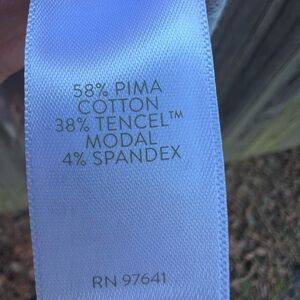 58% PIMA
COTTON
38% TENCEL™
MODAL
4% SPANDEX
RN 97641